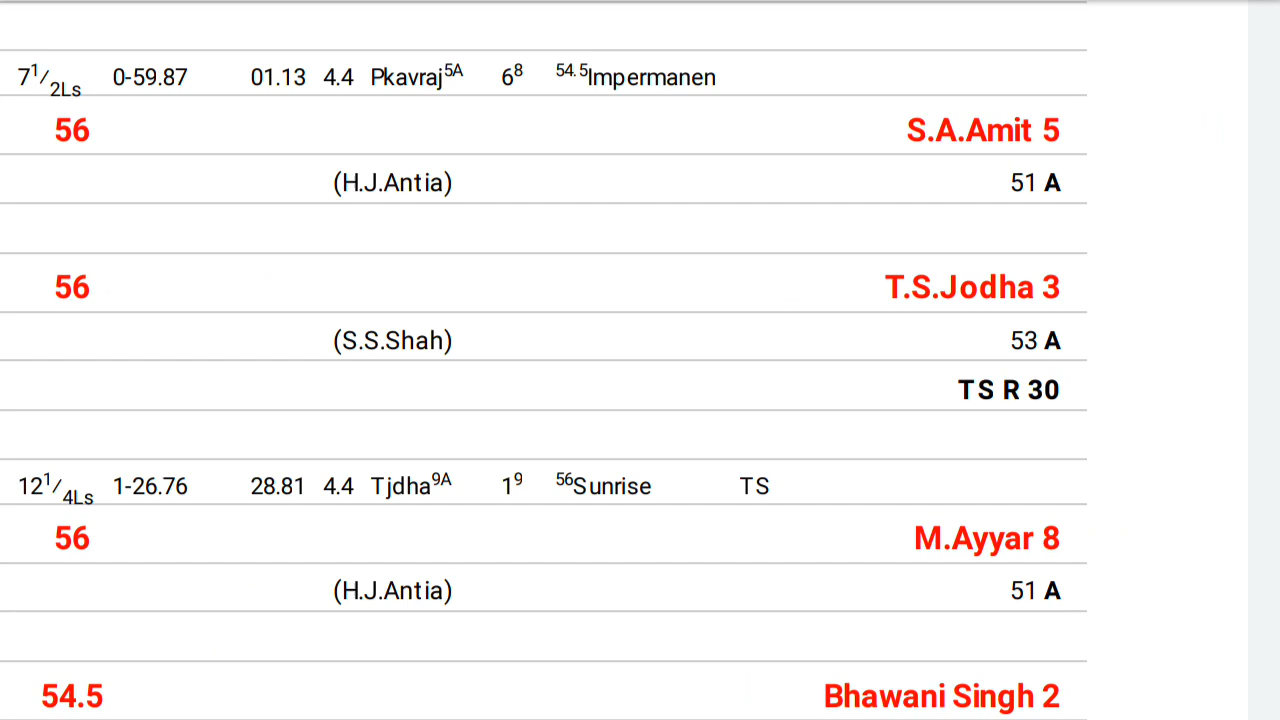 7 1/2Ls 0-59.87 01.13 4.4 Pkavraj5A 68 54.5Impermanen
56 S.A.Amit 5
(H.J.Antia) 51 A
56 T.S.Jodha 3
(S.S.Shah) 53 A
TS R 30
12 1/4Ls 1-26.76 28.81 4.4 Tjdha9A 19 56Sunrise TS
56 M.Ayyar 8
(H.J.Antia) 51 A
54.5 Bhawani Singh 2